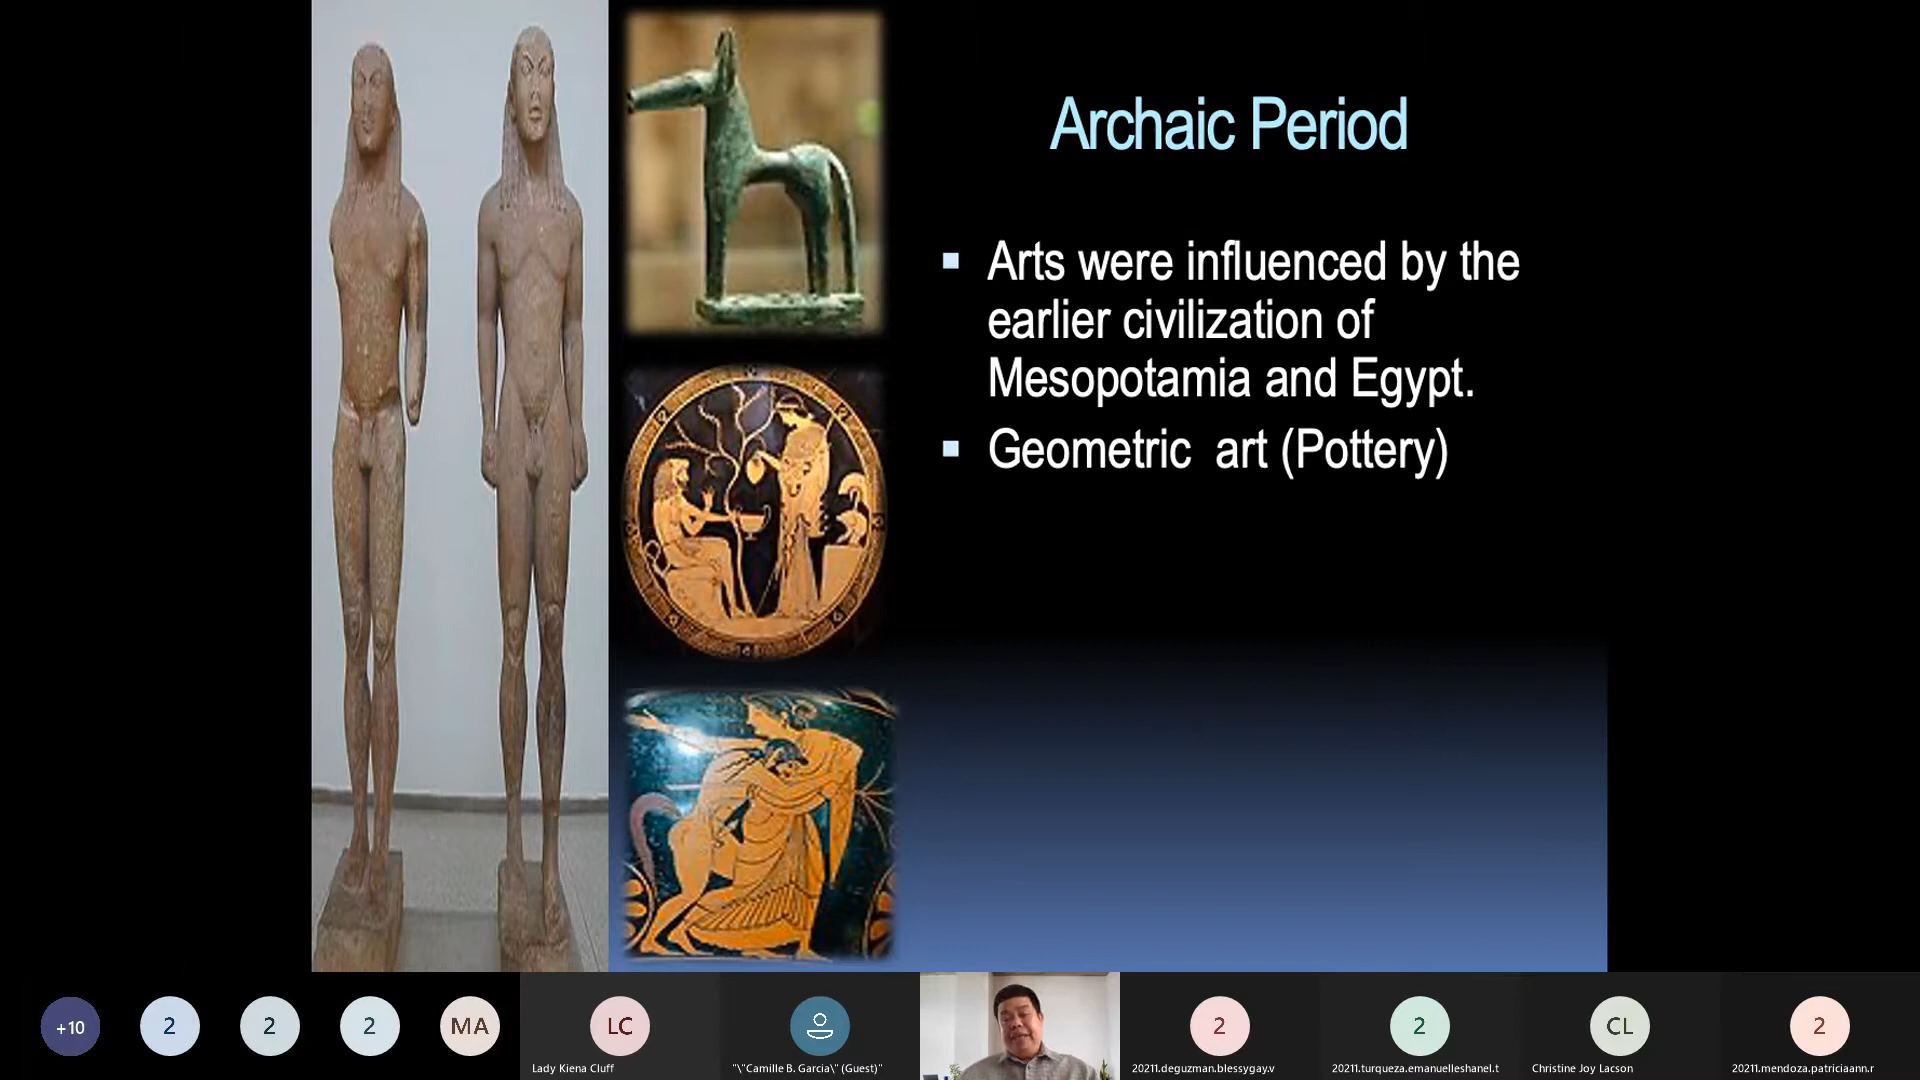 Archaic Period
Arts were influenced by the
earlier civilization of
Mesopotamia and Egypt.
Geometric art (Pottery)
+10
2
2
2
MA
LC
2
2
CL
2
Lady Kiena Cluff
"\"Camille B. Garcia\" (Guest)"
20211.deguzman.blessygay.v
20211.turqueza.emanuelleshanel.t
Christine Joy Lacson
20211.mendoza.patriciaann.r